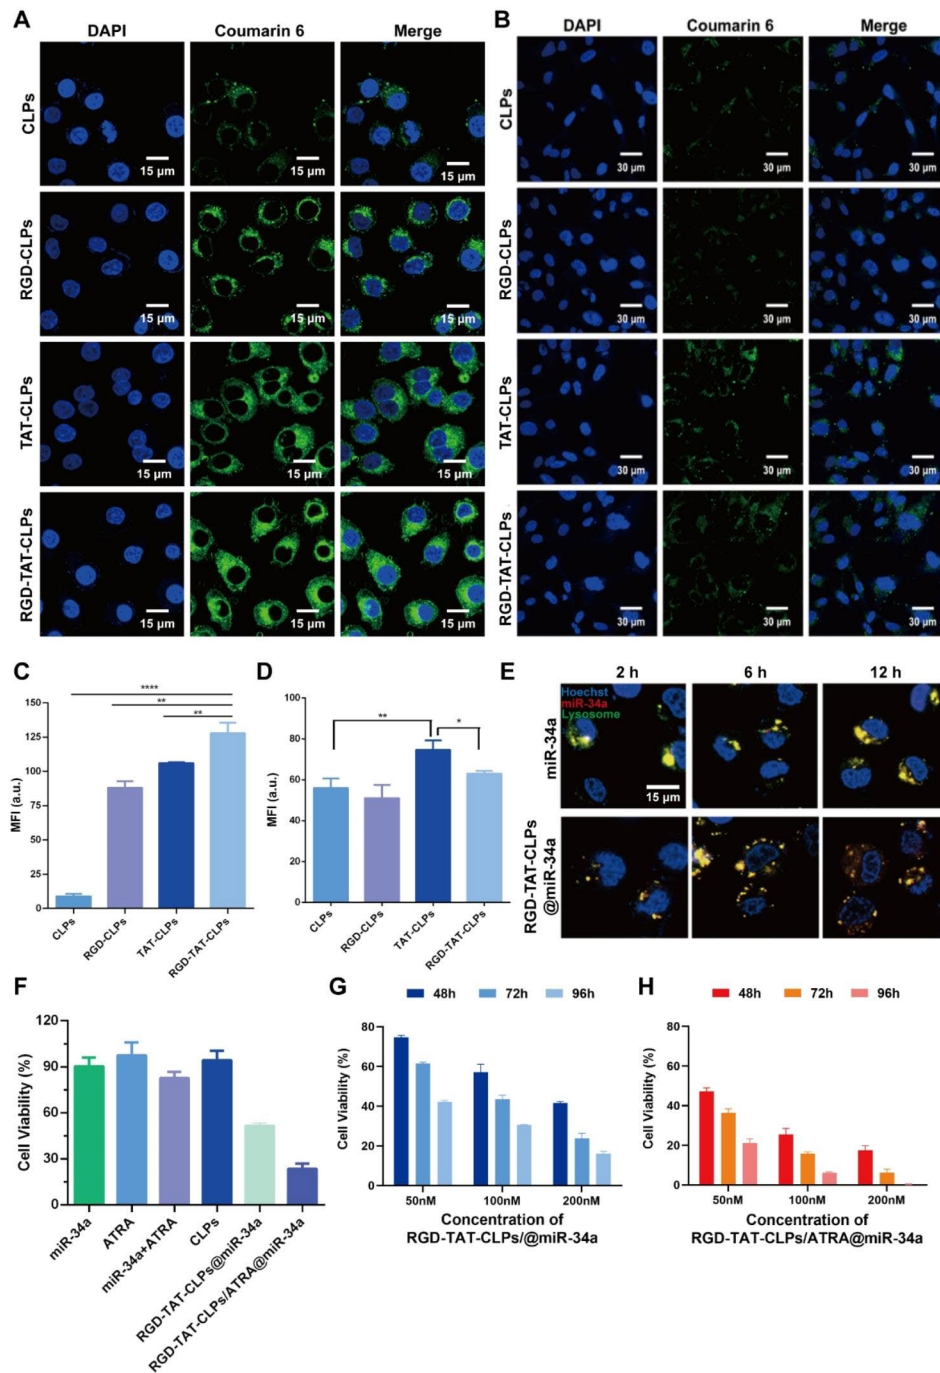 A
DAPI Coumarin 6 Merge
CLPs
15 µm 15 µm 15 µm
RGD-CLPs
15 µm 15 µm 15 µm
TAT-CLPs
15 µm 15 µm 15 µm
RGD-TAT-CLPs
15 µm 15 µm 15 µm
B
DAPI Coumarin 6 Merge
CLPs
30 µm 30 µm 30 µm
RGD-CLPs
30 µm 30 µm 30 µm
TAT-CLPs
30 µm 30 µm 30 µm
RGD-TAT-CLPs
30 µm 30 µm 30 µm
C
MFI (a.u.)
150
125
100
75
50
25
0
****
**
**
CLPs
RGD-CLPs
TAT-CLPs
RGD-TAT-CLPs
D
MFI (a.u.)
100
80
60
40
20
0
**
*
CLPs
RGD-CLPs
TAT-CLPs
RGD-TAT-CLPs
E
2 h 6 h 12 h
Hoechst
miR-34a
Lysosome
15 µm
miR-34a
RGD-TAT-CLPs
@miR-34a
F
Cell Viability (%)
120
90
60
30
0
miR-34a
ATRA
miR-34a+ATRA
CLPs
RGD-TAT-CLPs@miR-34a
RGD-TAT-CLPs/ATRA@miR-34a
G
48h 72h 96h
Cell Viability (%)
80
60
40
20
0
50nM 100nM 200nM
Concentration of
RGD-TAT-CLPs/@miR-34a
H
48h 72h 96h
Cell Viability (%)
80
60
40
20
0
50nM 100nM 200nM
Concentration of
RGD-TAT-CLPs/ATRA@miR-34a